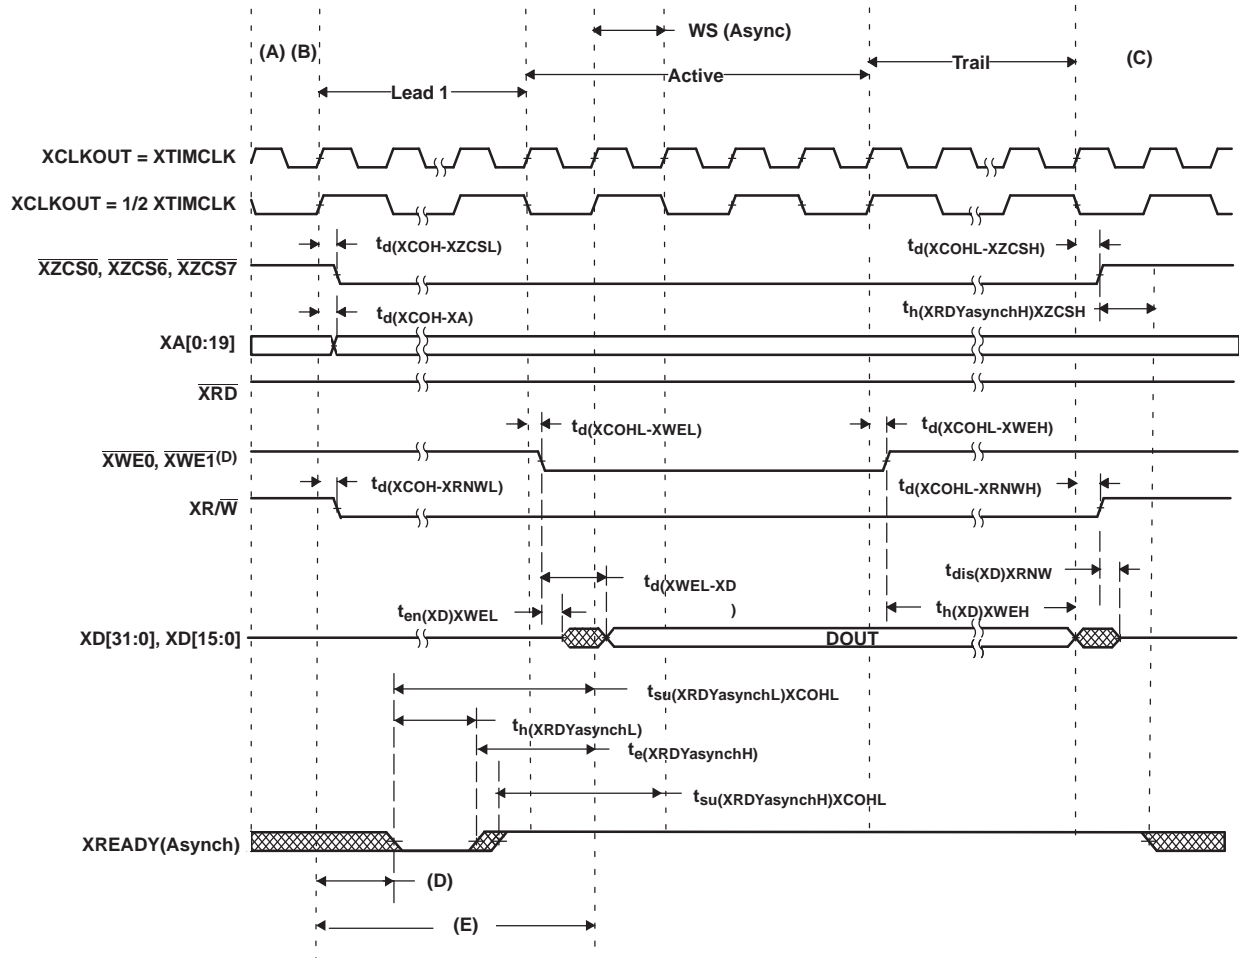 WS (Async)
(A) (B)
Trail
(C)
Active
Lead 1
XCLKOUT = XTIMCLK
XCLKOUT = 1/2 XTIMCLK
td(XCOH-XZCSL)
td(XCOHL-XZCSH)
XZCS0, XZCS6, XZCS7
td(XCOH-XA)
th(XRDYasynchH)XZCSH
XA[0:19]
XRD
td(XCOHL-XWEL)
td(XCOHL-XWEH)
XWE0, XWE1(D)
td(XCOH-XRNWL)
td(XCOHL-XRNWH)
XR/W
tdis(XD)XRNW
td(XWEL-XD
)
ten(XD)XWEL
th(XD)XWEH
XD[31:0], XD[15:0]
DOUT
tsu(XRDYasynchL)XCOHL
th(XRDYasynchL)
te(XRDYasynchH)
tsu(XRDYasynchH)XCOHL
XREADY(Asynch)
(D)
(E)